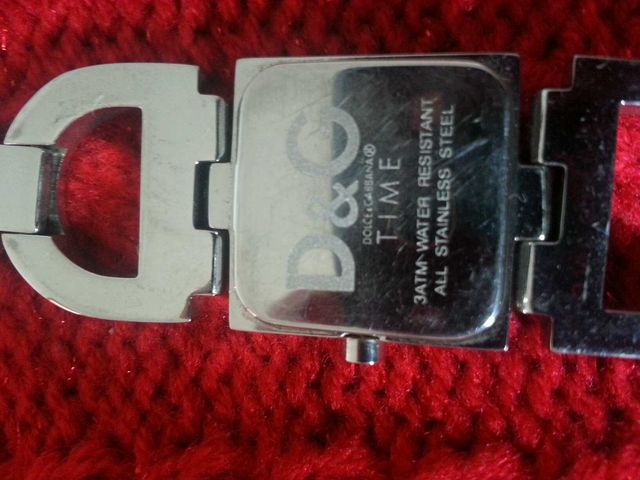 D&G
DOLCE&GABBANA®
TIME
3ATM WATER RESISTANT
ALL STAINLESS STEEL